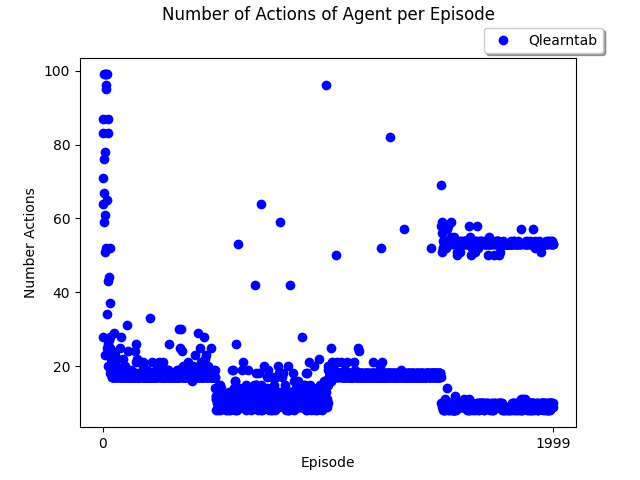 Number of Actions of Agent per Episode
Qlearntab
100
80
60
40
20
Number Actions
0
1999
Episode